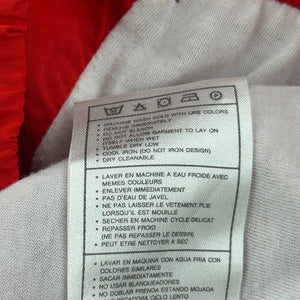 • MACHINE WASH COLD WITH LIKE COLORS
• REMOVE IMMEDIATELY
• DO NOT BLEACH
• DO NOT ALLOW GARMENT TO LAY ON
ITSELF WHEN WET
• TUMBLE DRY LOW
• COOL IRON (DO NOT IRON DESIGN)
• DRY CLEANABLE
• LAVER EN MACHINE A EAU FROIDE AVEC
MEMES COULEURS
• ENLEVER IMMEDIATEMENT
• PAS D'EAU DE JAVEL
• NE PAS LAISSER LE VETEMENT PLIE
LORSQU'IL EST MOUILLE
• SECHER EN MACHINE CYCLE DELICAT
• REPASSER FROID
(NE PAS REPASSER LE DESSIN)
• PEUT ETRE NETTOYER A SEC
• LAVAR EN MAQUINA CON AGUA FRIA CON
COLORES SIMILARES
• SACAR INMEDIATAMENTE
• NO USAR BLANQUEADORES
• NO DOBLAR PRENDA ESTANDO MOJADA
CICLO LENTO